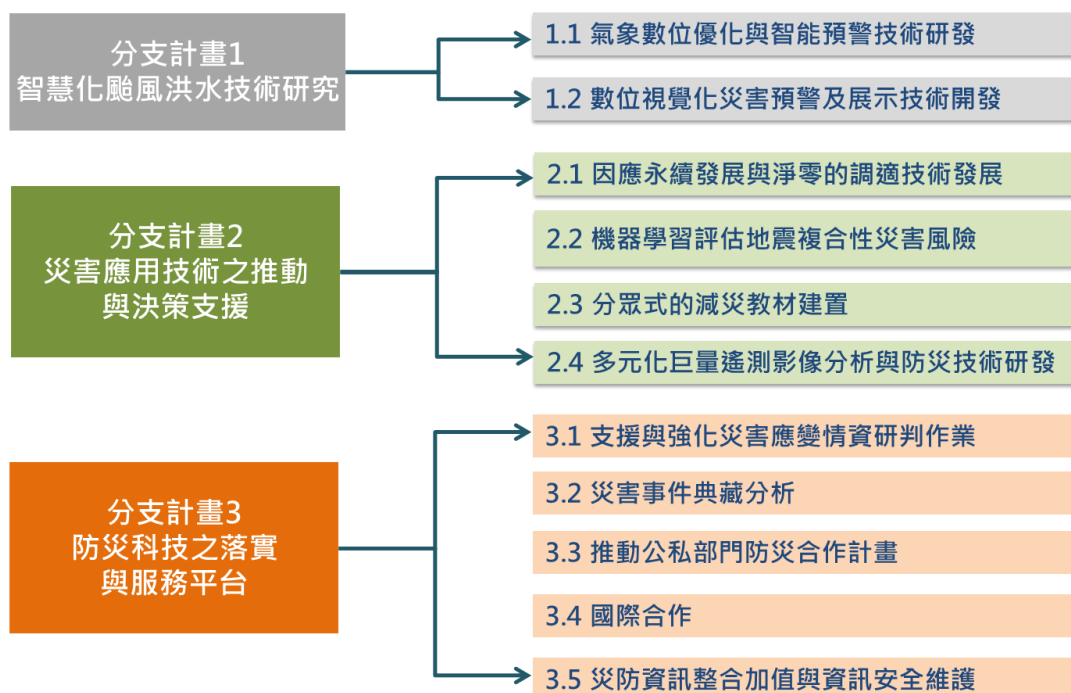 分支計畫1
智慧化颱風洪水技術研究
1.1 氣象數位優化與智能預警技術研發
1.2 數位視覺化災害預警及展示技術開發
分支計畫2
災害應用技術之推動
與決策支援
2.1 因應永續發展與淨零的調適技術發展
2.2 機器學習評估地震複合性災害風險
2.3 分眾式的減災教材建置
2.4 多元化巨量遙測影像分析與防災技術研發
分支計畫3
防災科技之落實
與服務平台
3.1 支援與強化災害應變情資研判作業
3.2 災害事件典藏分析
3.3 推動公私部門防災合作計畫
3.4 國際合作
3.5 災防資訊整合加值與資訊安全維護